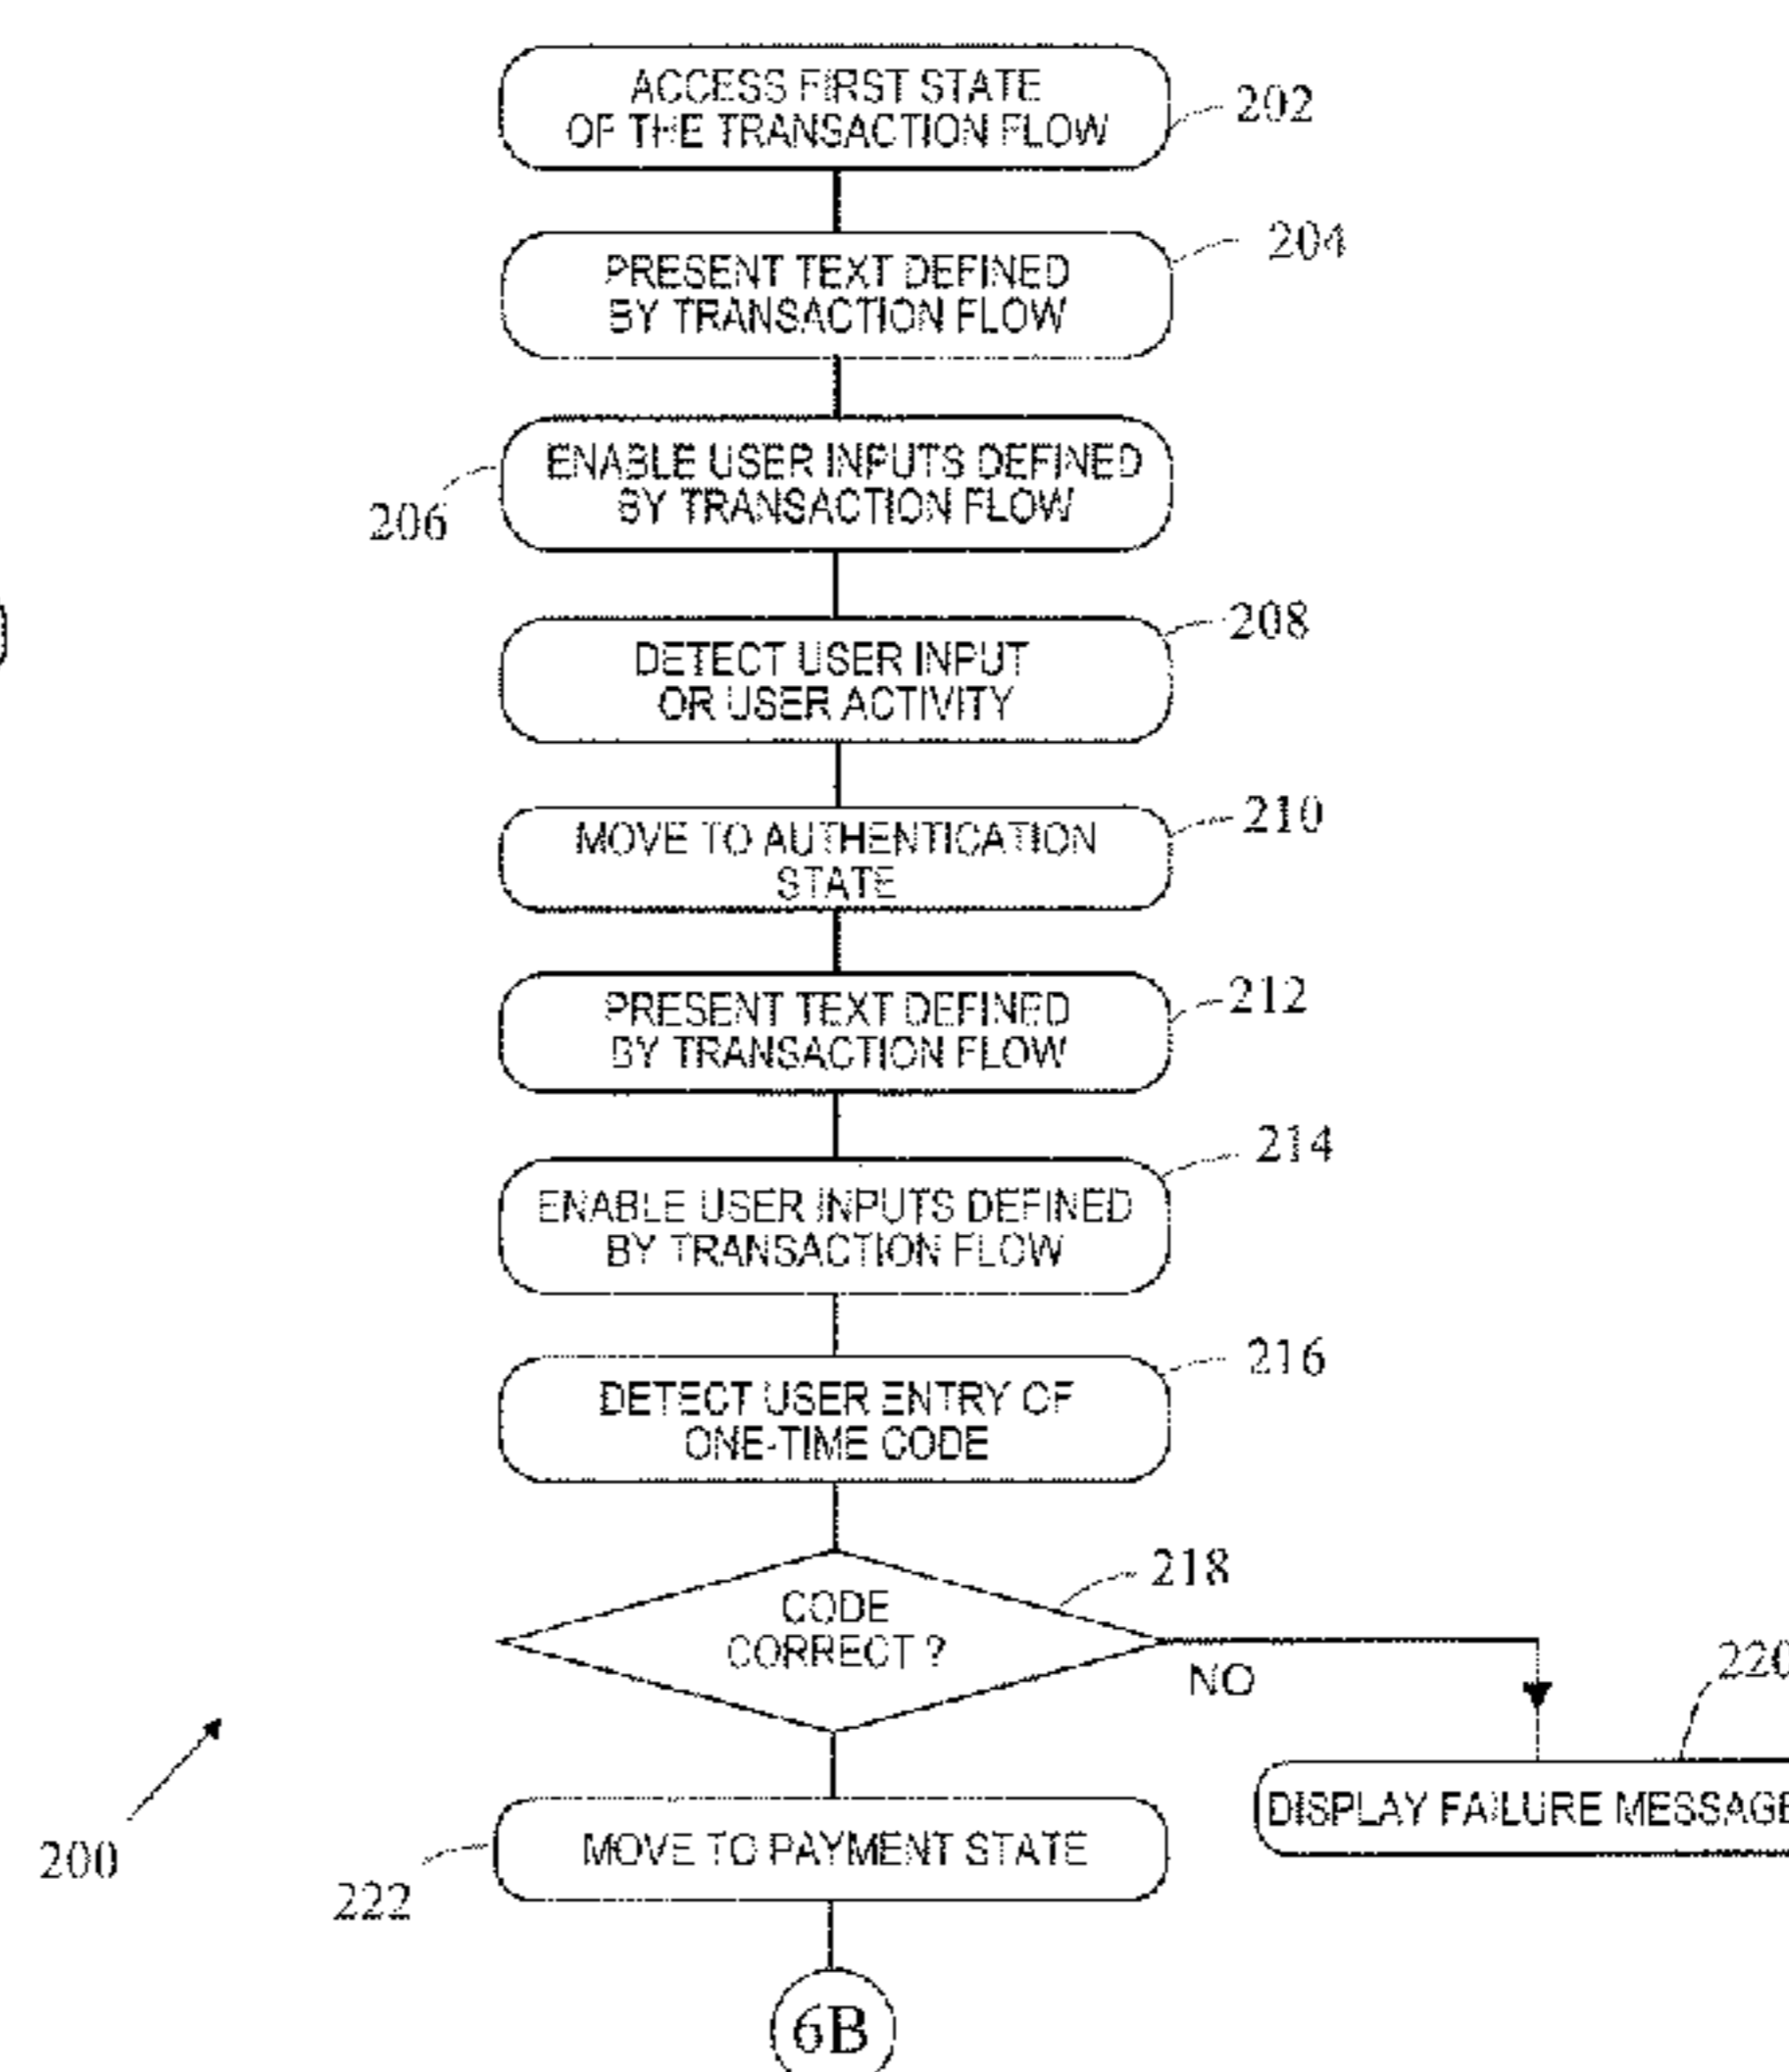 ACCESS FIRST STATE
OF THE TRANSACTION FLOW
202
PRESENT TEXT DEFINED
BY TRANSACTION FLOW
204
ENABLE USER INPUTS DEFINED
BY TRANSACTION FLOW
206
DETECT USER INPUT
OR USER ACTIVITY
208
MOVE TO AUTHENTICATION
STATE
210
PRESENT TEXT DEFINED
BY TRANSACTION FLOW
212
ENABLE USER INPUTS DEFINED
BY TRANSACTION FLOW
214
DETECT USER ENTRY OF
ONE-TIME CODE
216
CODE
CORRECT ?
218
NO
220
DISPLAY FAILURE MESSAGE
MOVE TO PAYMENT STATE
222
200
6B